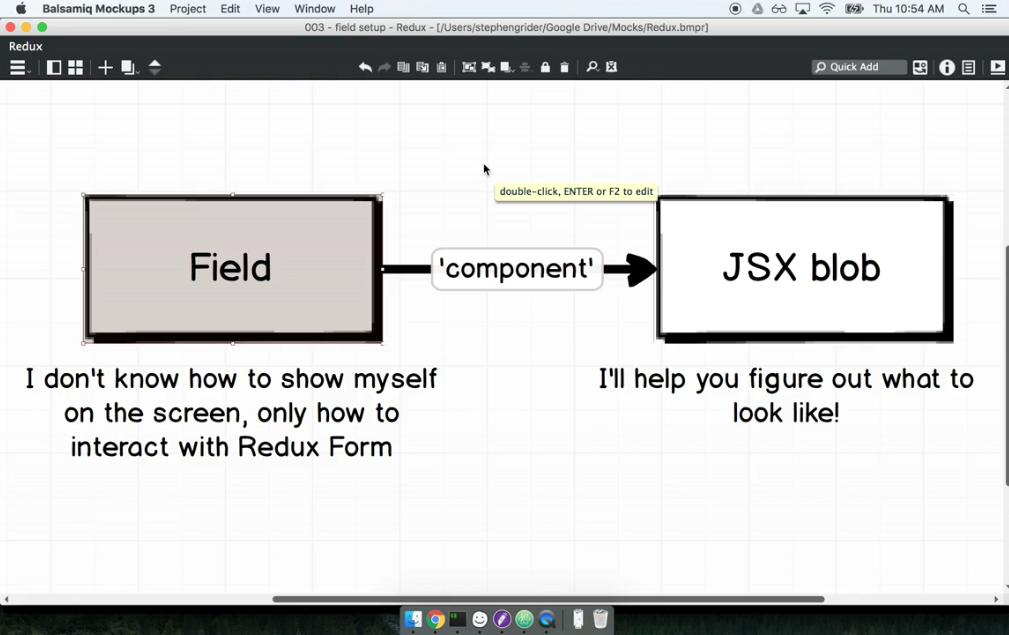 Balsamiq Mockups 3 Project Edit View Window Help Thu 10:54 AM
003 - field setup - Redux - [/Users/stephengrider/Google Drive/Mocks/Redux.bmpr]
Redux
Quick Add
double-click, ENTER or F2 to edit
Field
'component'
JSX blob
I don't know how to show myself
on the screen, only how to
interact with Redux Form
I'll help you figure out what to
look like!